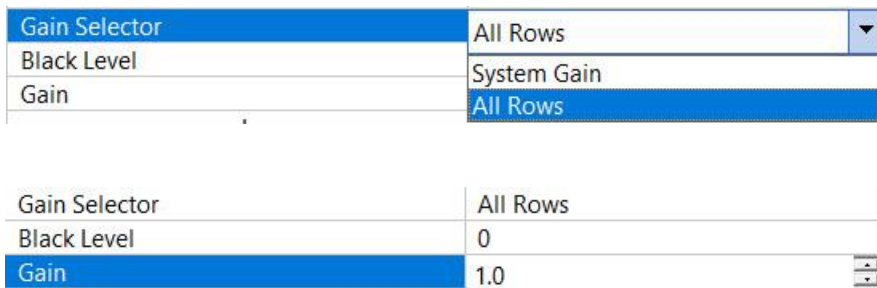 Gain Selector All Rows
Black Level System Gain
Gain All Rows
Gain Selector All Rows
Black Level 0
Gain 1.0